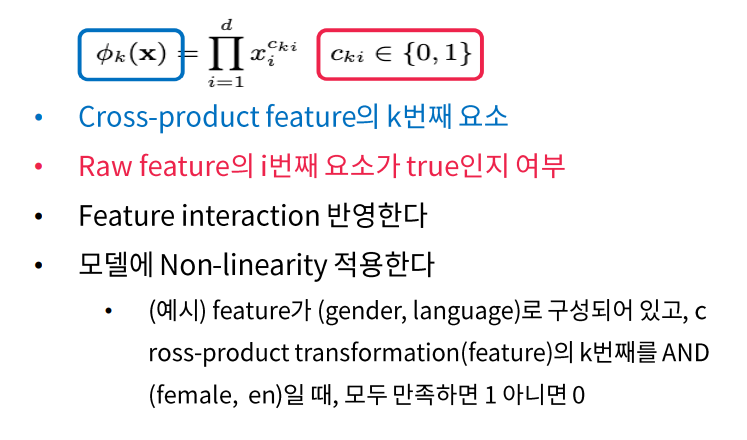 ϕₖ(𝐱) = ∏_{i=1}^{d} x_i^{c_{ki}} c_{ki} ∈ {0, 1}
• Cross-product feature의 k번째 요소
• Raw feature의 i번째 요소가 true인지 여부
• Feature interaction 반영한다
• 모델에 Non-linearity 적용한다
• (예시) feature가 (gender, language)로 구성되어 있고, c
ross-product transformation(feature)의 k번째를 AND
(female, en)일 때, 모두 만족하면 1 아니면 0